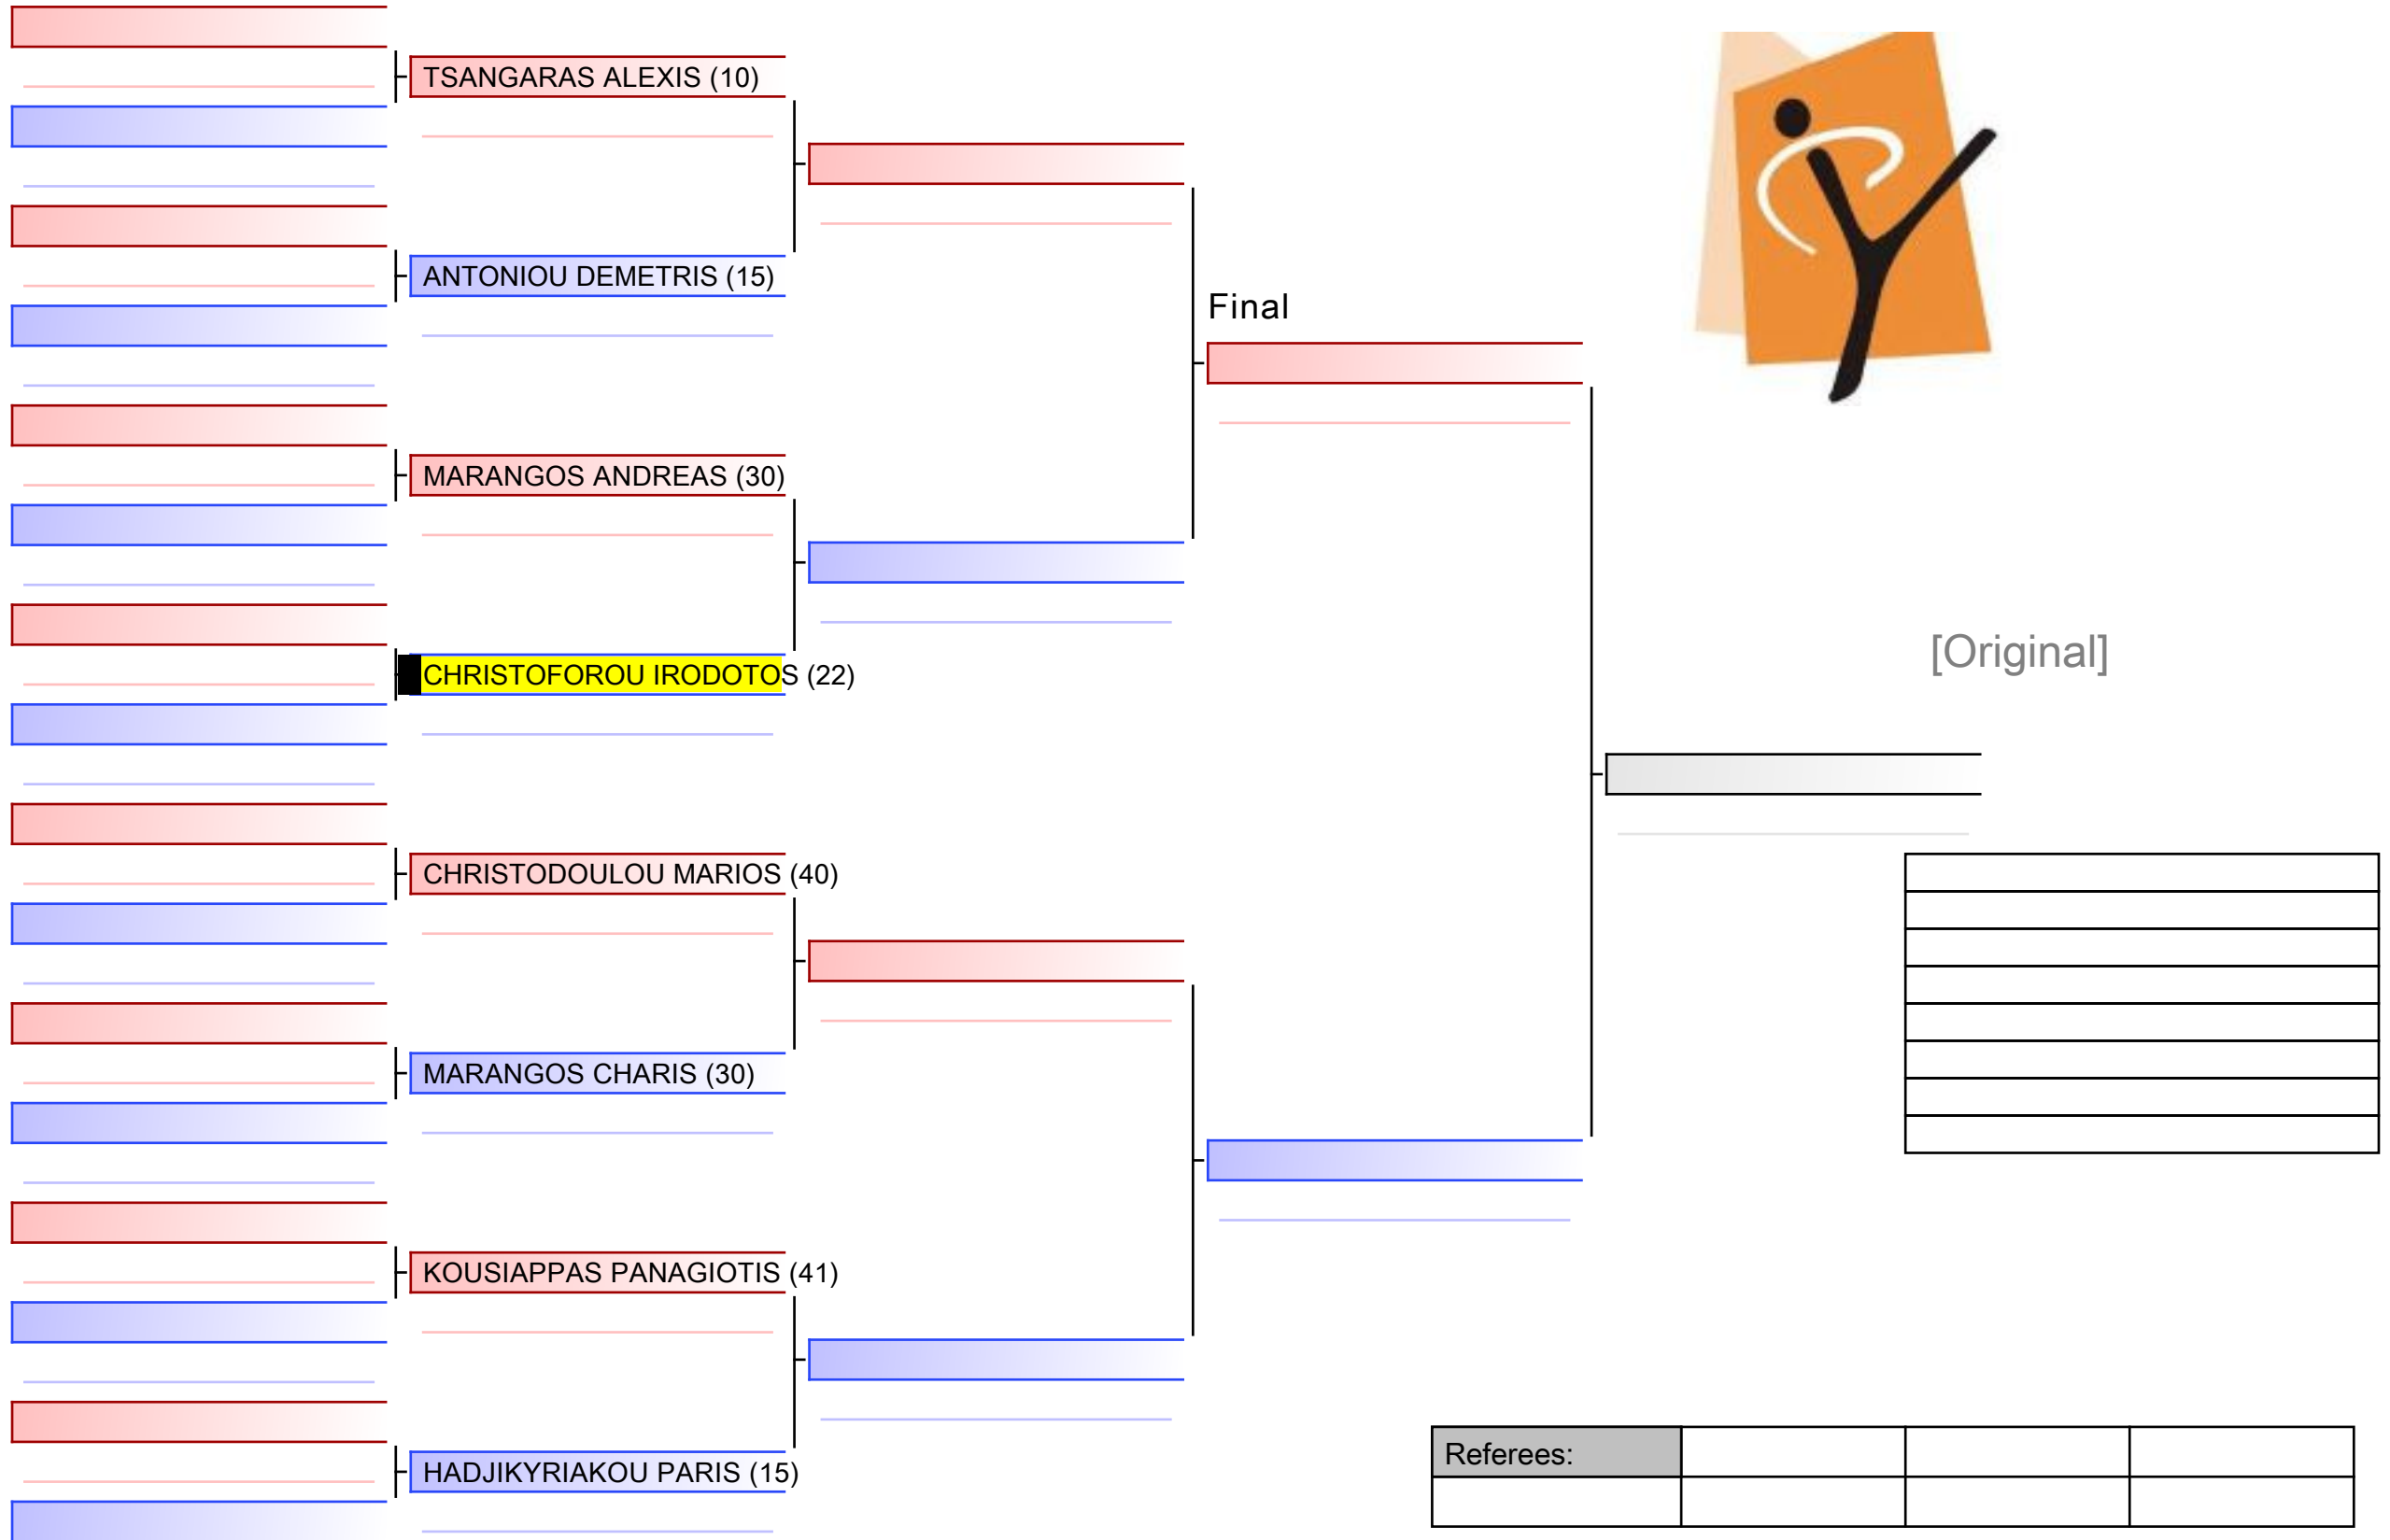 TSANGARAS ALEXIS (10)
ANTONIOU DEMETRIS (15)
Final
MARANGOS ANDREAS (30)
CHRISTOFOROU IRODOTOS (22)
[Original]
CHRISTODOULOU MARIOS (40)
MARANGOS CHARIS (30)
KOUSIAPPAS PANAGIOTIS (41)
HADJIKYRIAKOU PARIS (15)
Referees: